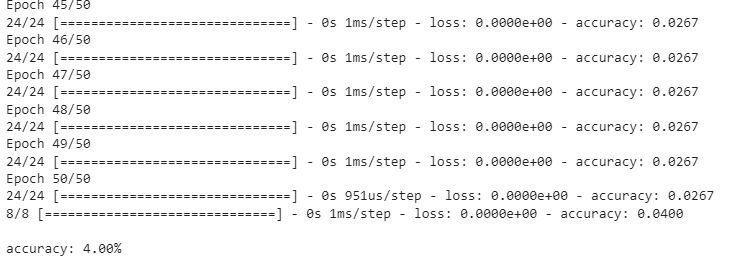 Epoch 45/50
24/24 [==============================] - 0s 1ms/step - loss: 0.0000e+00 - accuracy: 0.0267
Epoch 46/50
24/24 [==============================] - 0s 1ms/step - loss: 0.0000e+00 - accuracy: 0.0267
Epoch 47/50
24/24 [==============================] - 0s 1ms/step - loss: 0.0000e+00 - accuracy: 0.0267
Epoch 48/50
24/24 [==============================] - 0s 1ms/step - loss: 0.0000e+00 - accuracy: 0.0267
Epoch 49/50
24/24 [==============================] - 0s 1ms/step - loss: 0.0000e+00 - accuracy: 0.0267
Epoch 50/50
24/24 [==============================] - 0s 951us/step - loss: 0.0000e+00 - accuracy: 0.0267
8/8 [==============================] - 0s 1ms/step - loss: 0.0000e+00 - accuracy: 0.0400
accuracy: 4.00%